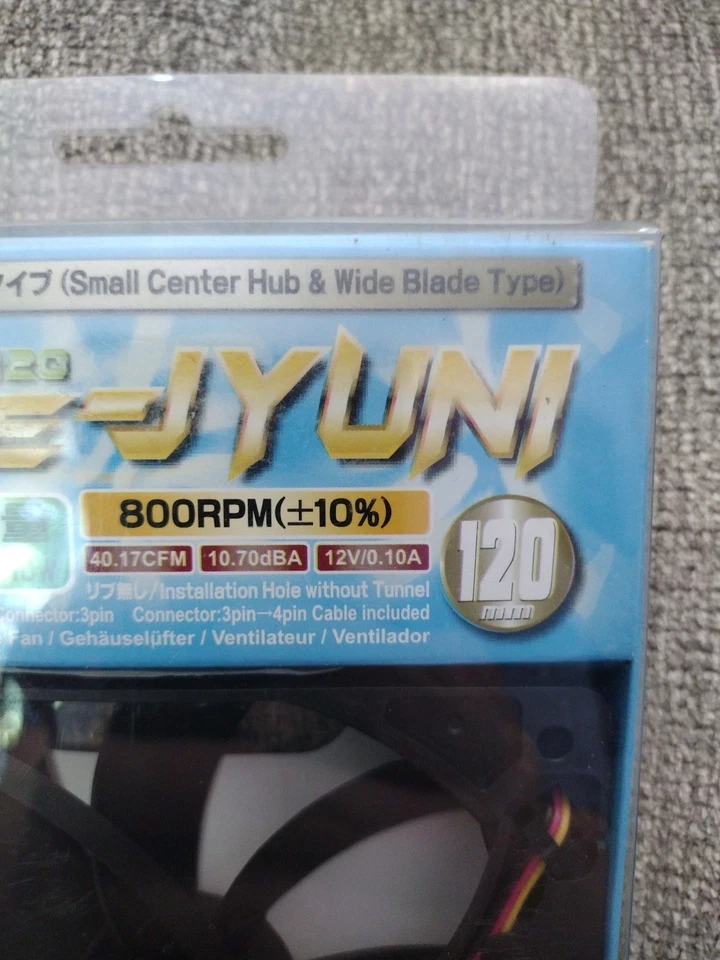 イプ (Small Center Hub & Wide Blade Type)
120
E-JYUNI
800RPM(±10%)
40.17CFM 10.70dBA 12V/0.10A
120
mm
リブ無し/Installation Hole without Tunnel
Connector:3pin Connector:3pin→4pin Cable included
Fan / Gehäuselüfter / Ventilateur / Ventilador